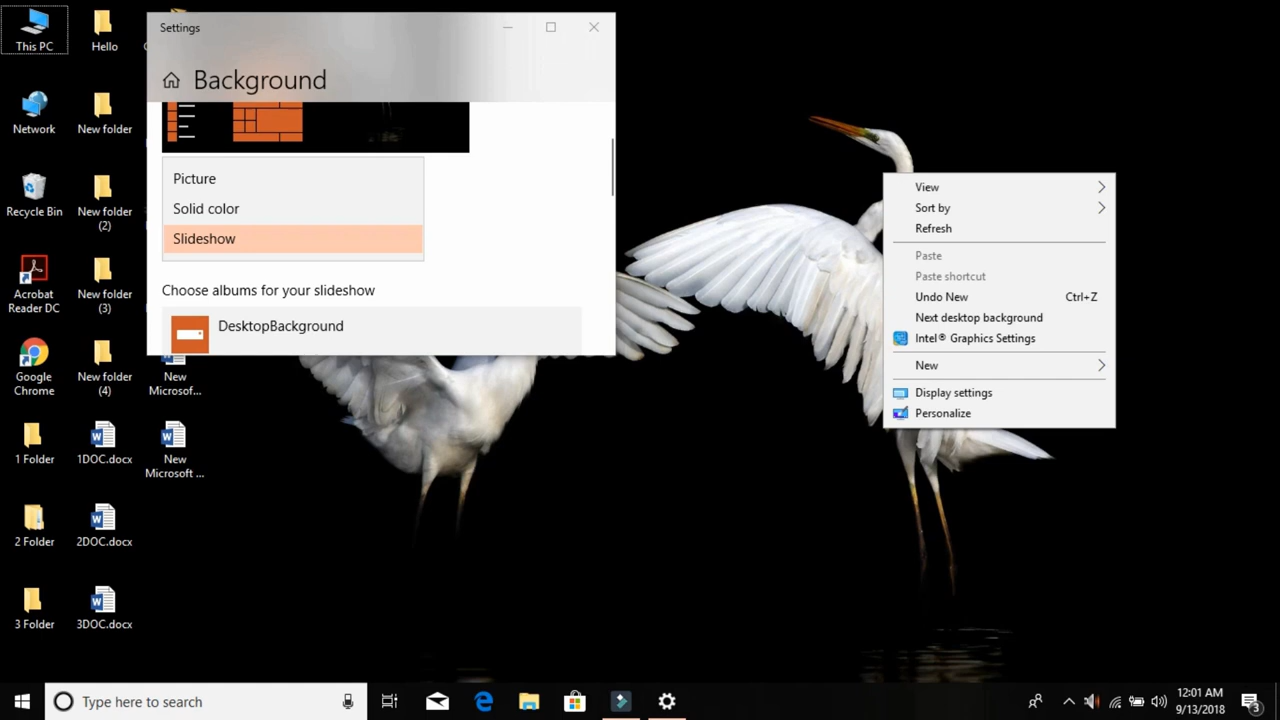 This PC
Hello
Network
New folder
Recycle Bin
New folder
(2)
Acrobat
Reader DC
New folder
(3)
Google
Chrome
New folder
(4)
New
Microsof...
1 Folder
1DOC.docx
New
Microsoft ...
2 Folder
2DOC.docx
3 Folder
3DOC.docx
Settings
Background
Picture
Solid color
Slideshow
Choose albums for your slideshow
DesktopBackground
View
Sort by
Refresh
Paste
Paste shortcut
Undo New Ctrl+Z
Next desktop background
Intel® Graphics Settings
New
Display settings
Personalize
Type here to search
12:01 AM
9/13/2018
3